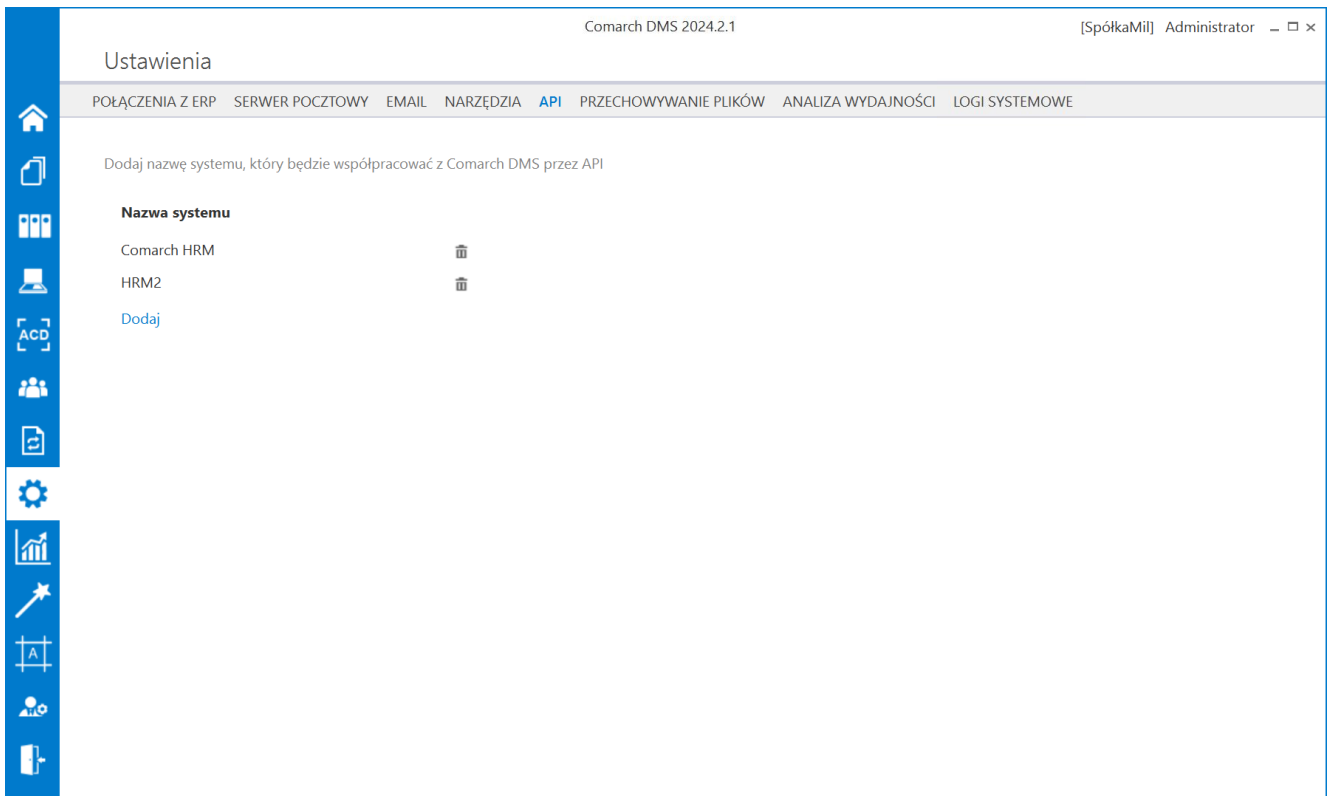 Comarch DMS 2024.2.1 [SpółkaMil] Administrator
Ustawienia
POŁĄCZENIA Z ERP SERWER POCZTOWY EMAIL NARZĘDZIA API PRZECHOWYWANIE PLIKÓW ANALIZA WYDAJNOŚCI LOGI SYSTEMOWE
Dodaj nazwę systemu, który będzie współpracować z Comarch DMS przez API
Nazwa systemu
Comarch HRM
HRM2
Dodaj
ACD
A